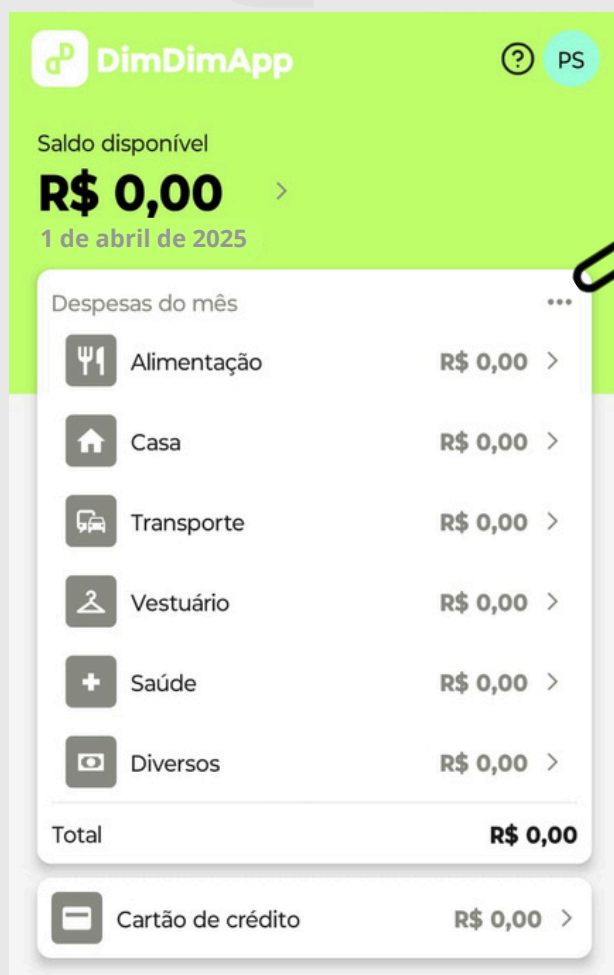 DimDimApp ? PS
Saldo disponível
R$ 0,00
1 de abril de 2025
Despesas do mês
Alimentação R$ 0,00
Casa R$ 0,00
Transporte R$ 0,00
Vestuário R$ 0,00
Saúde R$ 0,00
Diversos R$ 0,00
Total R$ 0,00
Cartão de crédito R$ 0,00